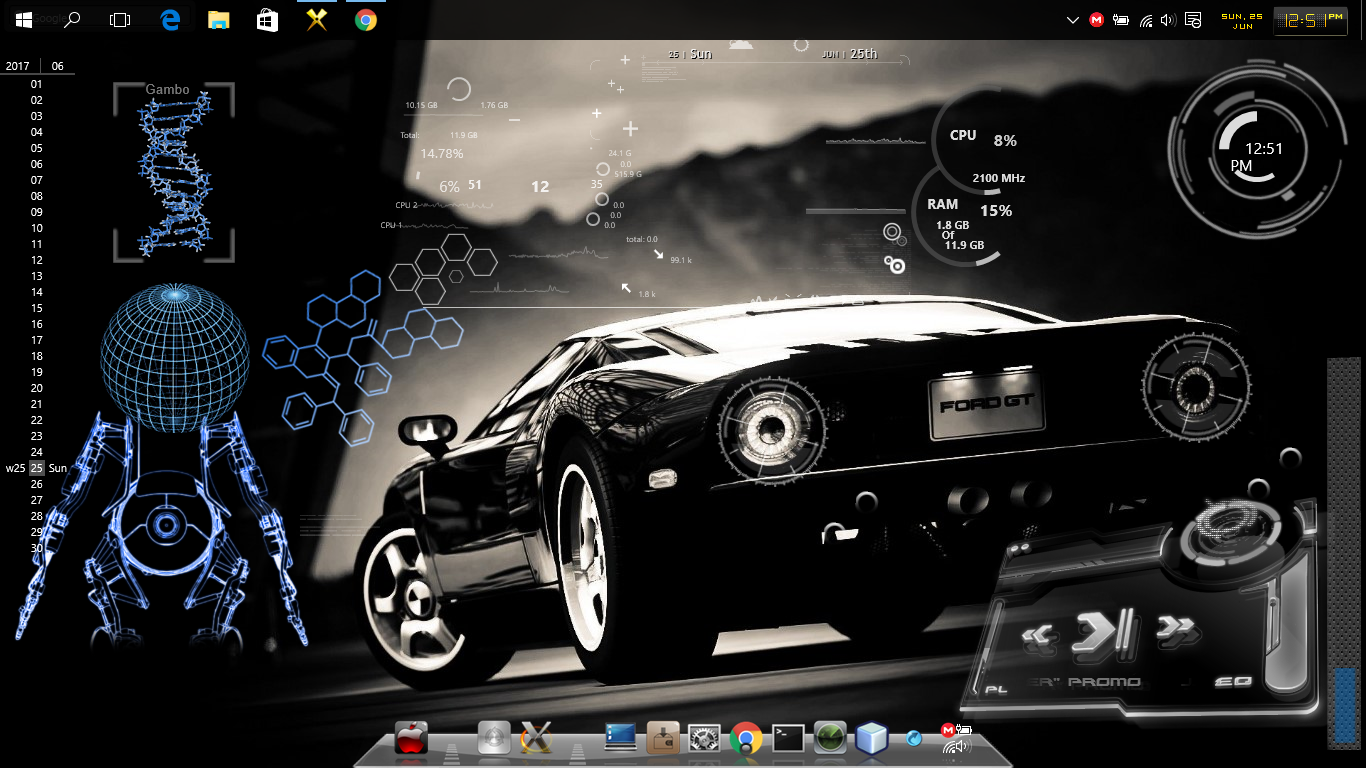 Google
SUN, 25
JUN
12:51 PM
2017 06
25 | Sun
JUN | 25th
01
02
03
04
05
06
07
08
09
10
11
12
13
14
15
16
17
18
19
20
21
22
23
24
w25 25 Sun
26
27
28
29
30
Gambo
10.15 GB 1.76 GB
Total: 11.9 GB
14.78%
6% 51 12 35
CPU 2
CPU 1
24.1 G
0.0
515.9 G
0.0
0.0
0.0
total: 0.0
99.1 k
1.8 k
CPU 8%
2100 MHz
RAM 15%
1.8 GB
Of
11.9 GB
12:51
PM
FORD GT
PL ER" PROMO EQ